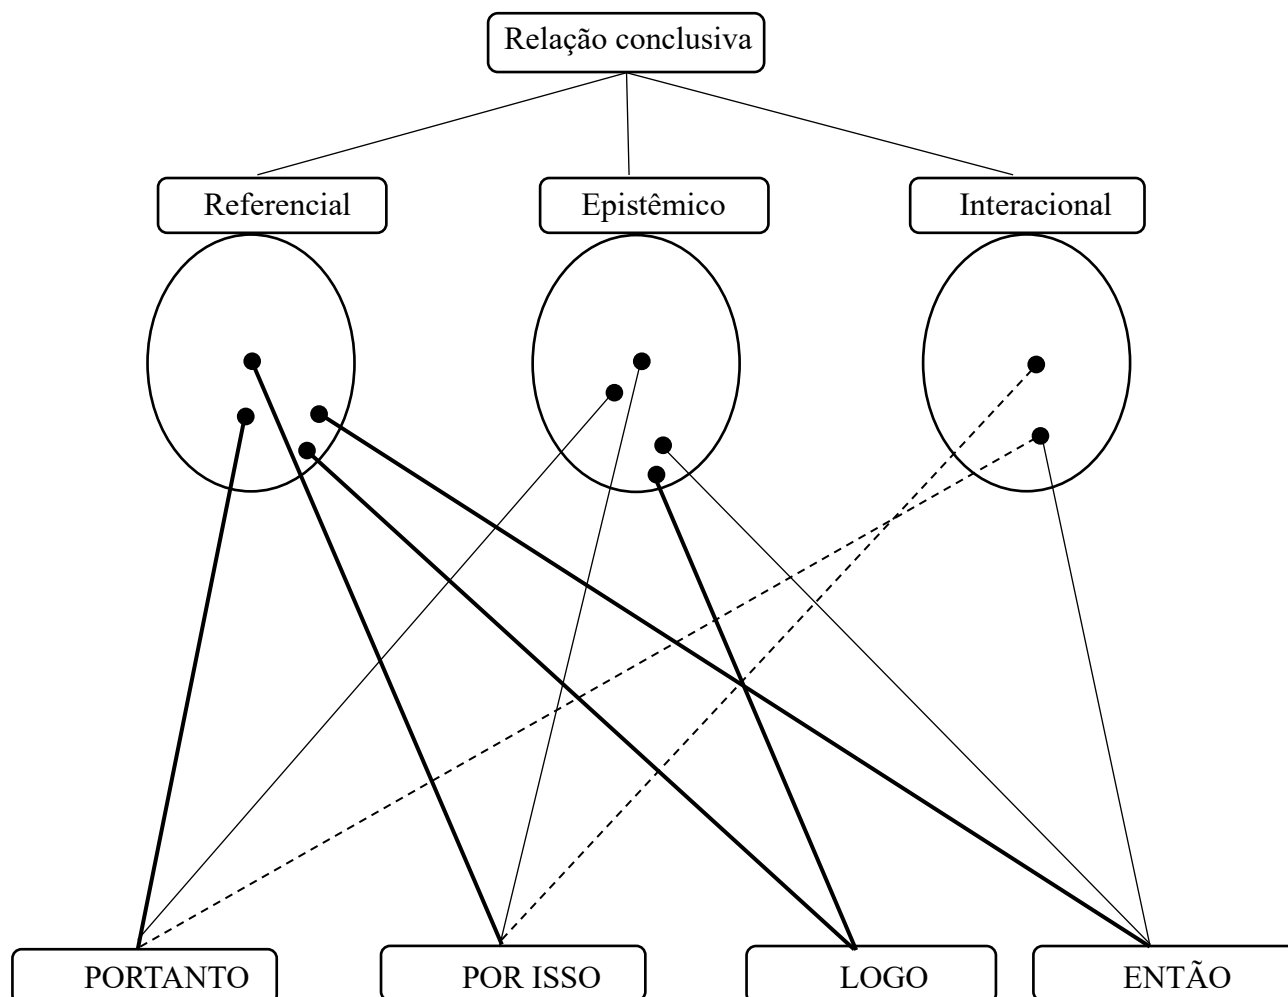 Relação conclusiva
Referencial
Epistêmico
Interacional
PORTANTO
POR ISSO
LOGO
ENTÃO